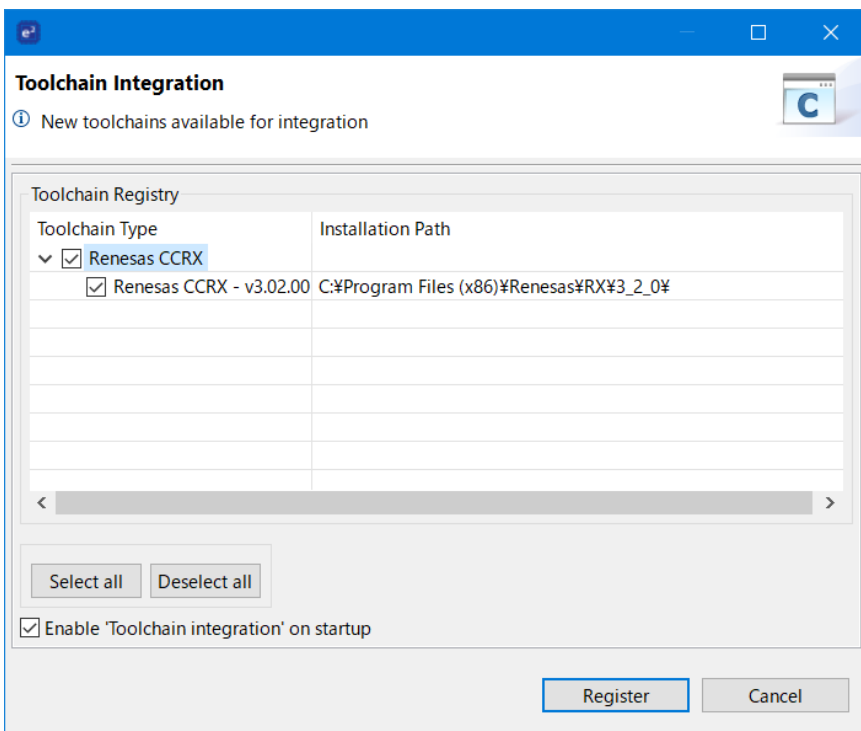 e²
Toolchain Integration
New toolchains available for integration
C
Toolchain Registry
Toolchain Type Installation Path
Renesas CCRX
Renesas CCRX - v3.02.00 C:¥Program Files (x86)¥Renesas¥RX¥3_2_0¥
Select all Deselect all
Enable 'Toolchain integration' on startup
Register Cancel